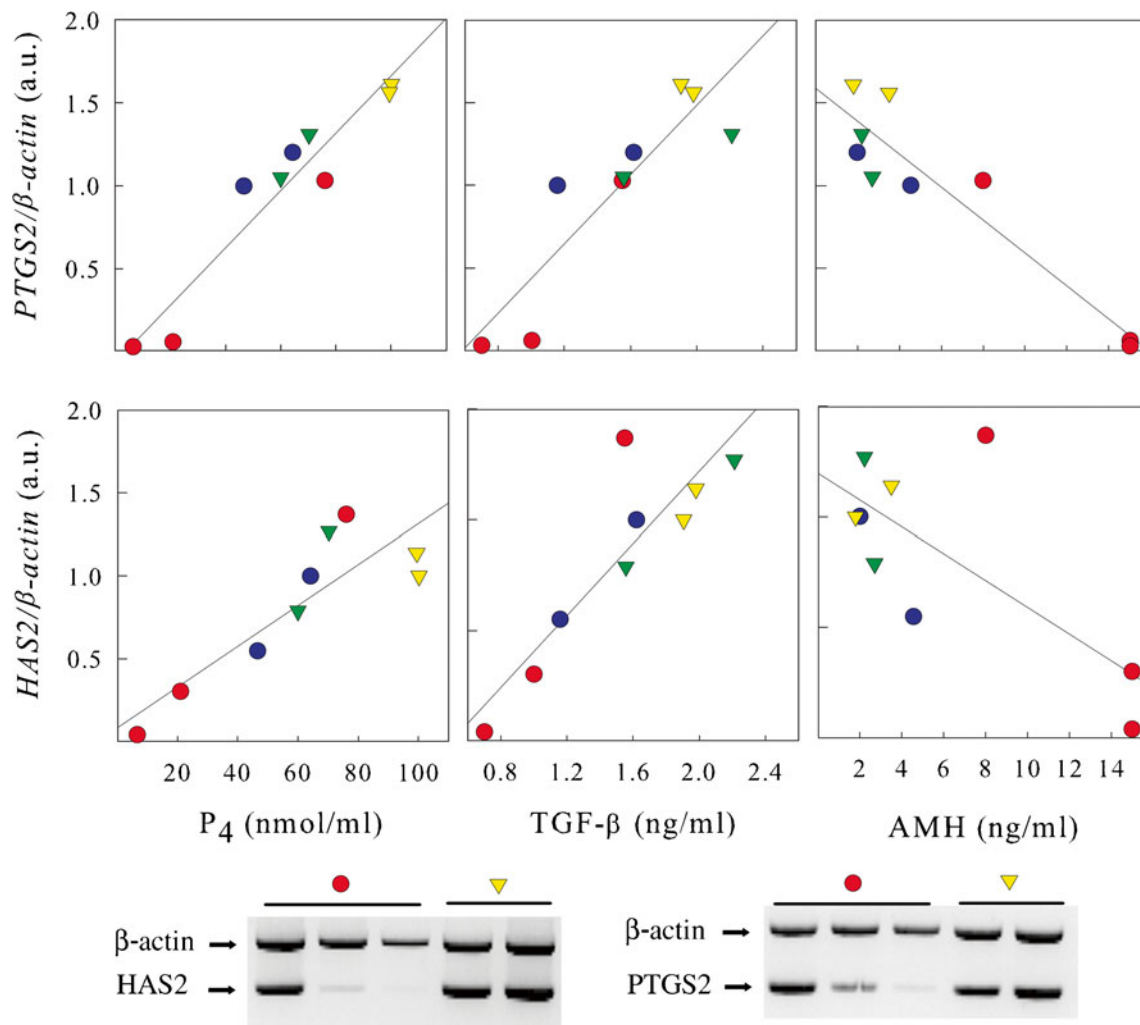 PTGS2/β-actin (a.u.)
2.0
1.5
1.0
0.5
HAS2/β-actin (a.u.)
2.0
1.5
1.0
0.5
20 40 60 80 100
0.8 1.2 1.6 2.0 2.4
2 4 6 8 10 12 14
P4 (nmol/ml)
TGF-β (ng/ml)
AMH (ng/ml)
β-actin
HAS2
β-actin
PTGS2